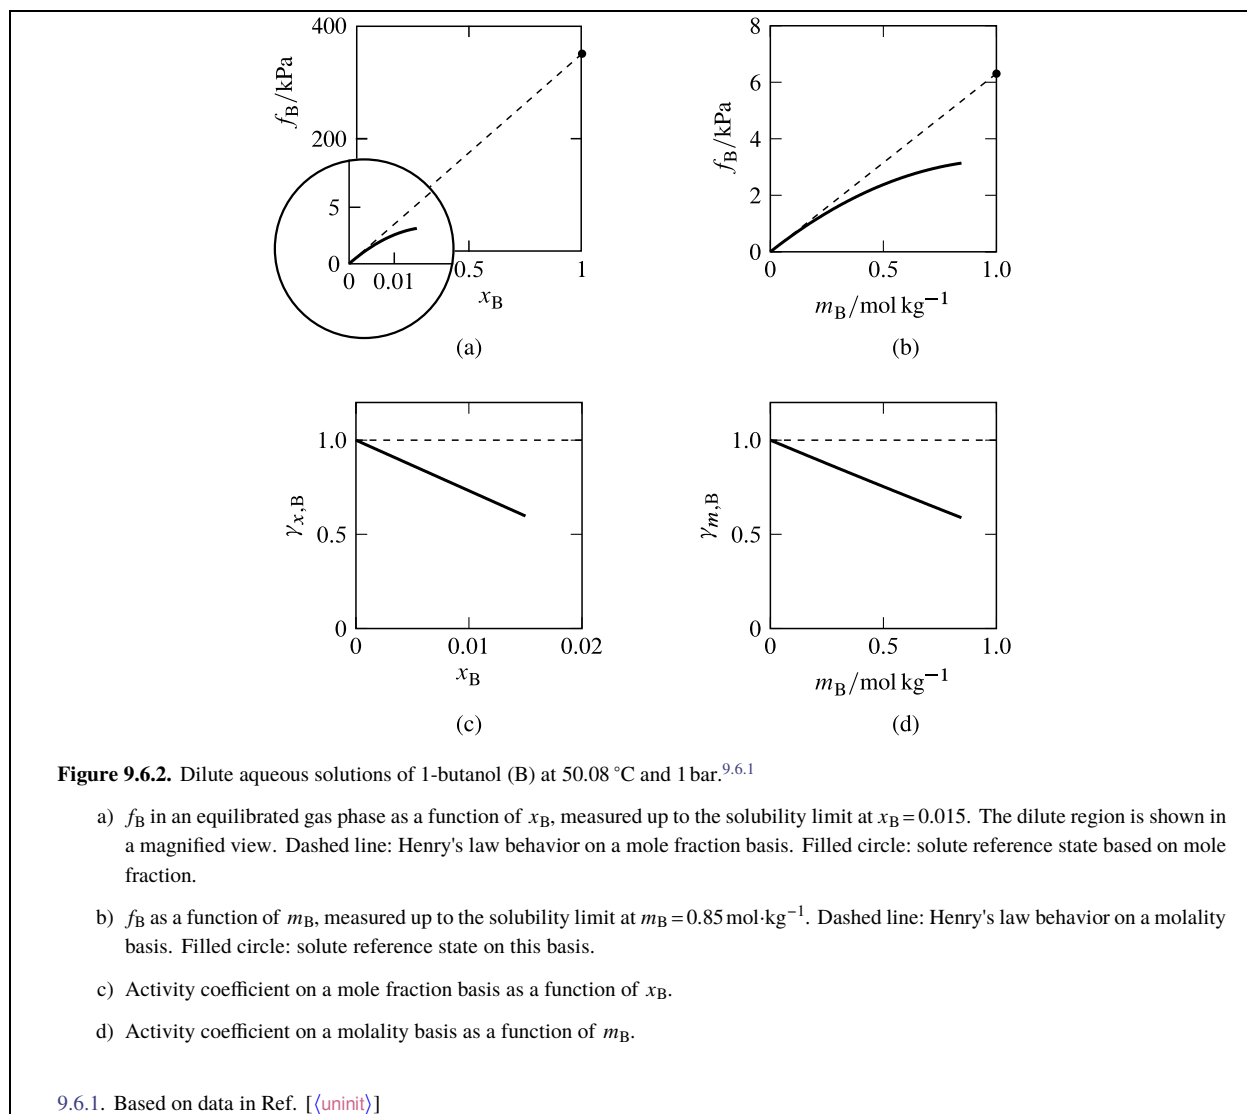 400
200
f_B/kPa
5
0
0 0.01 0.5 1
x_B
(a)
8
6
4
2
0
f_B/kPa
0 0.5 1.0
m_B/mol kg⁻¹
(b)
1.0
0.5
0
γ_x,B
0 0.01 0.02
x_B
(c)
1.0
0.5
0
γ_m,B
0 0.5 1.0
m_B/mol kg⁻¹
(d)
Figure 9.6.2. Dilute aqueous solutions of 1-butanol (B) at 50.08 °C and 1 bar.⁹·⁶·¹
a) f_B in an equilibrated gas phase as a function of x_B, measured up to the solubility limit at x_B = 0.015. The dilute region is shown in
a magnified view. Dashed line: Henry's law behavior on a mole fraction basis. Filled circle: solute reference state based on mole
fraction.
b) f_B as a function of m_B, measured up to the solubility limit at m_B = 0.85 mol·kg⁻¹. Dashed line: Henry's law behavior on a molality
basis. Filled circle: solute reference state on this basis.
c) Activity coefficient on a mole fraction basis as a function of x_B.
d) Activity coefficient on a molality basis as a function of m_B.
9.6.1. Based on data in Ref. [⟨uninit⟩]